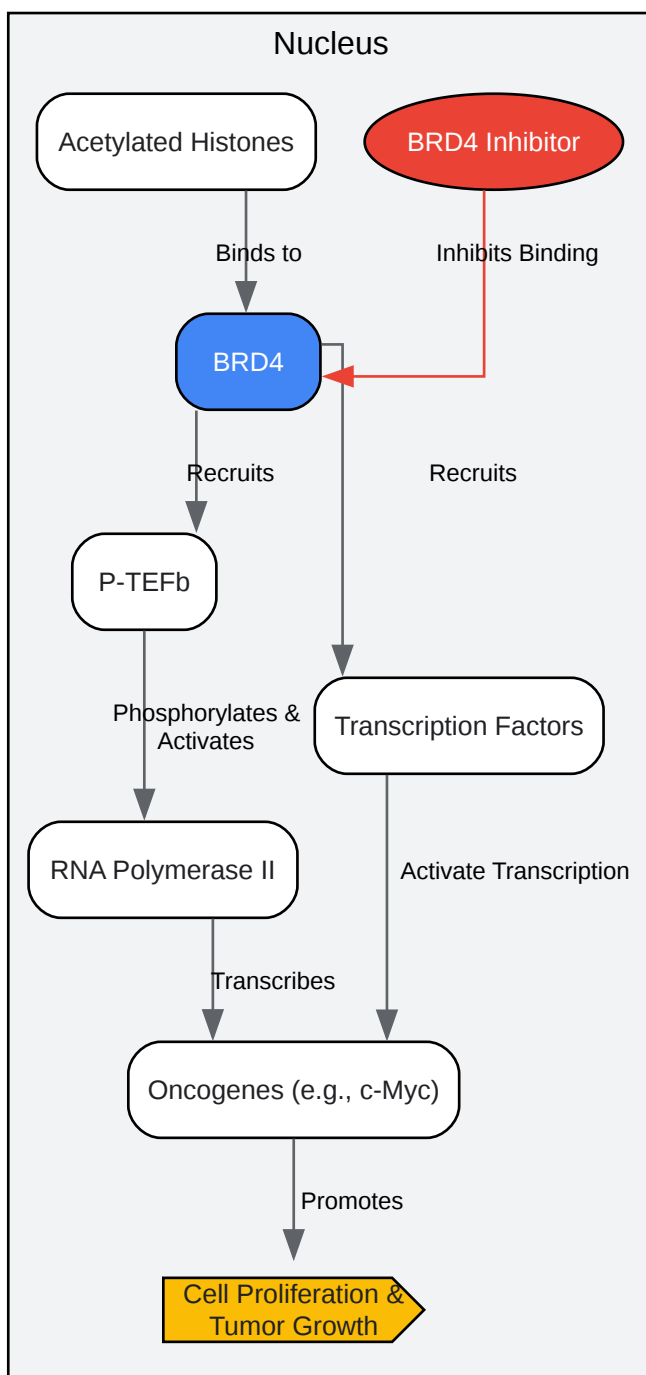 Nucleus
Acetylated Histones
BRD4 Inhibitor
Binds to
Inhibits Binding
BRD4
Recruits
Recruits
P-TEFb
Phosphorylates &
Activates
Transcription Factors
RNA Polymerase II
Activate Transcription
Transcribes
Oncogenes (e.g., c-Myc)
Promotes
Cell Proliferation &
Tumor Growth